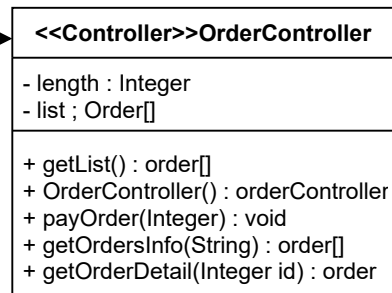 <<Controller>>OrderController
- length : Integer
- list ; Order[]
+ getList() : order[]
+ OrderController() : orderController
+ payOrder(Integer) : void
+ getOrdersInfo(String) : order[]
+ getOrderDetail(Integer id) : order